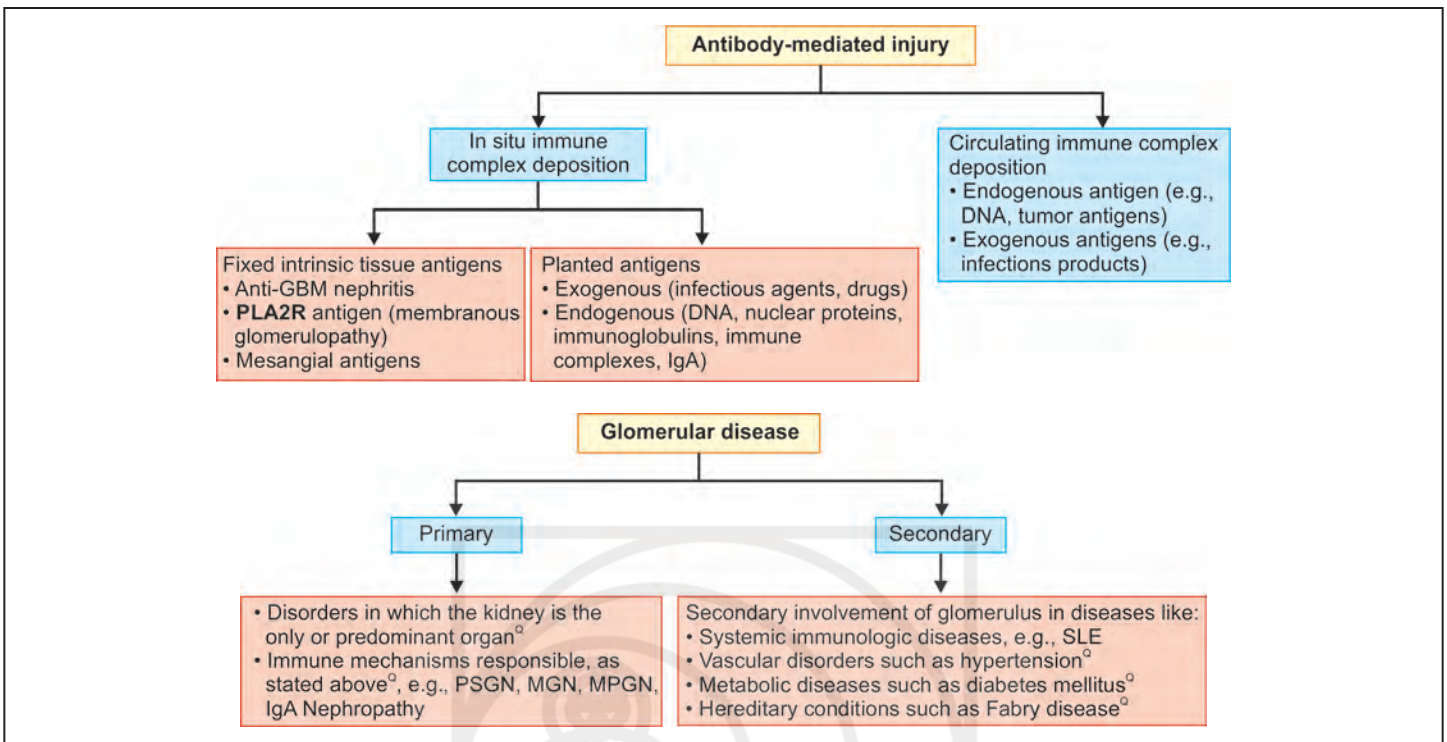 Antibody-mediated injury
In situ immune
complex deposition
Circulating immune complex
deposition
• Endogenous antigen (e.g.,
DNA, tumor antigens)
• Exogenous antigens (e.g.,
infections products)
Fixed intrinsic tissue antigens
• Anti-GBM nephritis
• PLA2R antigen (membranous
glomerulopathy)
• Mesangial antigens
Planted antigens
• Exogenous (infectious agents, drugs)
• Endogenous (DNA, nuclear proteins,
immunoglobulins, immune
complexes, IgA)
Glomerular disease
Primary
Secondary
• Disorders in which the kidney is the
only or predominant organQ
• Immune mechanisms responsible, as
stated aboveQ, e.g., PSGN, MGN, MPGN,
IgA Nephropathy
Secondary involvement of glomerulus in diseases like:
• Systemic immunologic diseases, e.g., SLE
• Vascular disorders such as hypertensionQ
• Metabolic diseases such as diabetes mellitusQ
• Hereditary conditions such as Fabry diseaseQ